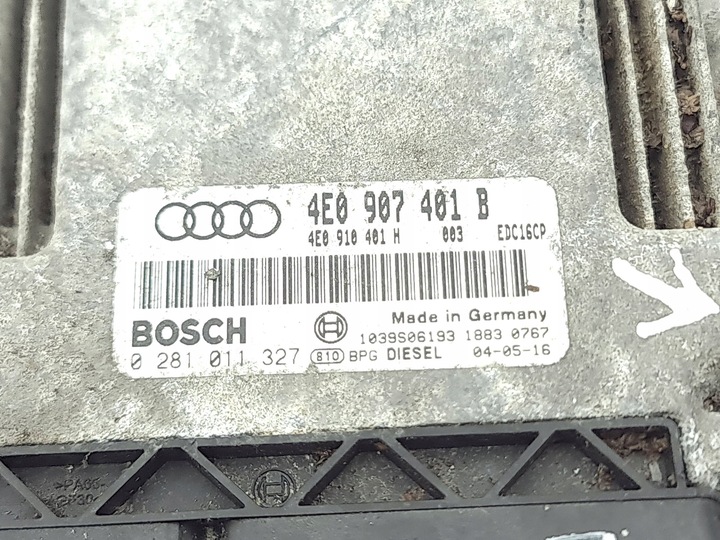 4E0 907 401 B
4E0 910 401 H 003 EDC16CP
Made in Germany
BOSCH
1039S06193 1883 0767
0 281 011 327 810 BPG DIESEL 04-05-16